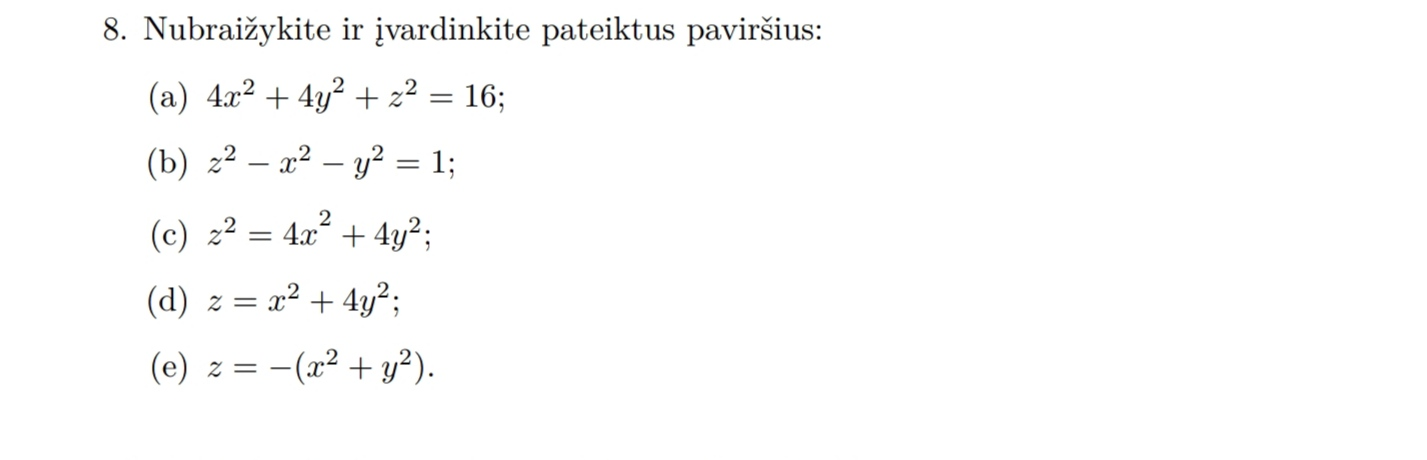 8. Nubraižykite ir įvardinkite pateiktus paviršius:
(a) 4x² + 4y² + z² = 16;
(b) z² − x² − y² = 1;
(c) z² = 4x² + 4y²;
(d) z = x² + 4y²;
(e) z = −(x² + y²).